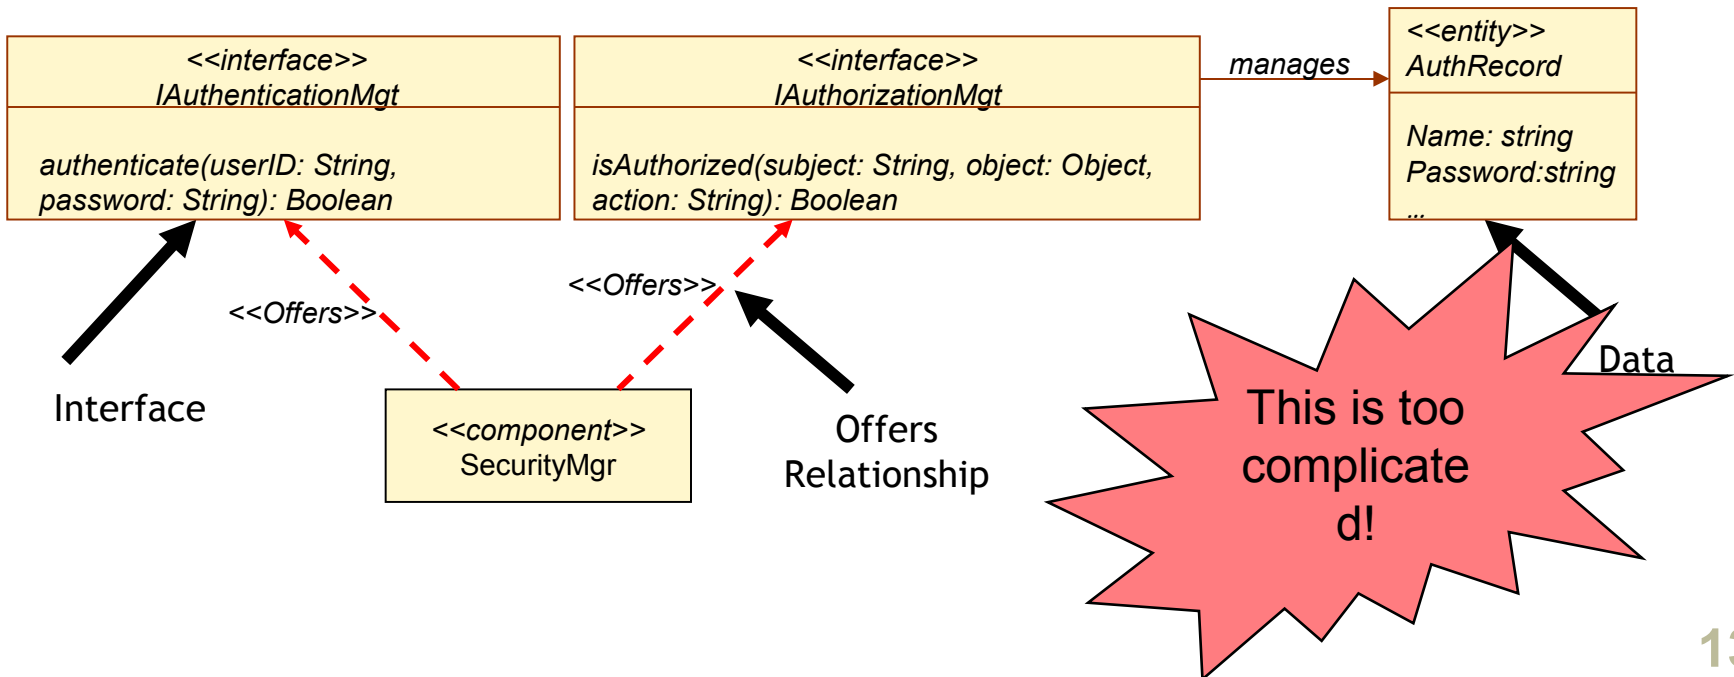 <<interface>>
IAuthenticationMgt
authenticate(userID: String,
password: String): Boolean
<<interface>>
IAuthorizationMgt
isAuthorized(subject: String, object: Object,
action: String): Boolean
manages
<<entity>>
AuthRecord
Name: string
Password:string
...
<<Offers>>
<<Offers>>
Interface
<<component>>
SecurityMgr
Offers
Relationship
Data
This is too
complicate
d!
13